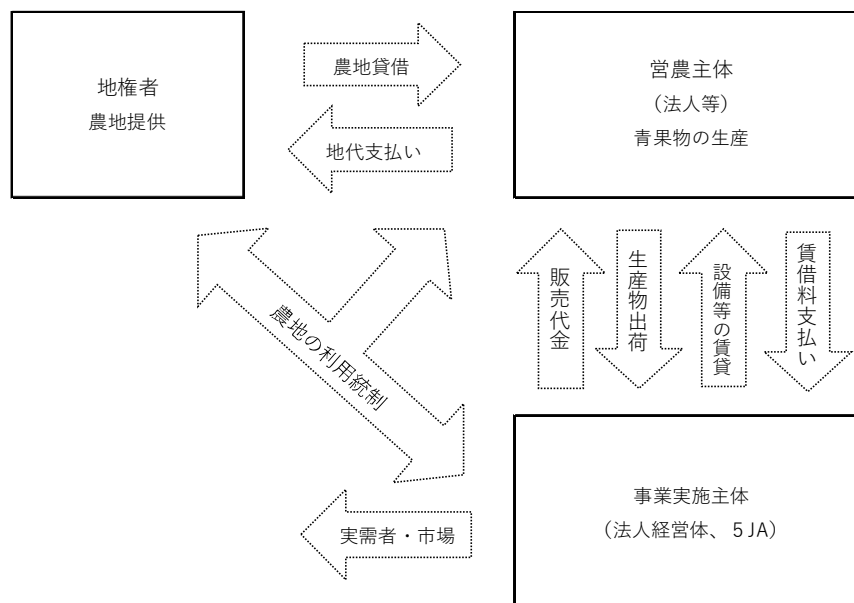 地権者
農地提供
農地貸借
地代支払い
営農主体
（法人等）
青果物の生産
農地の利用統制
販売代金
生産物出荷
設備等の賃貸
賃借料支払い
事業実施主体
（法人経営体、５JA）
実需者・市場